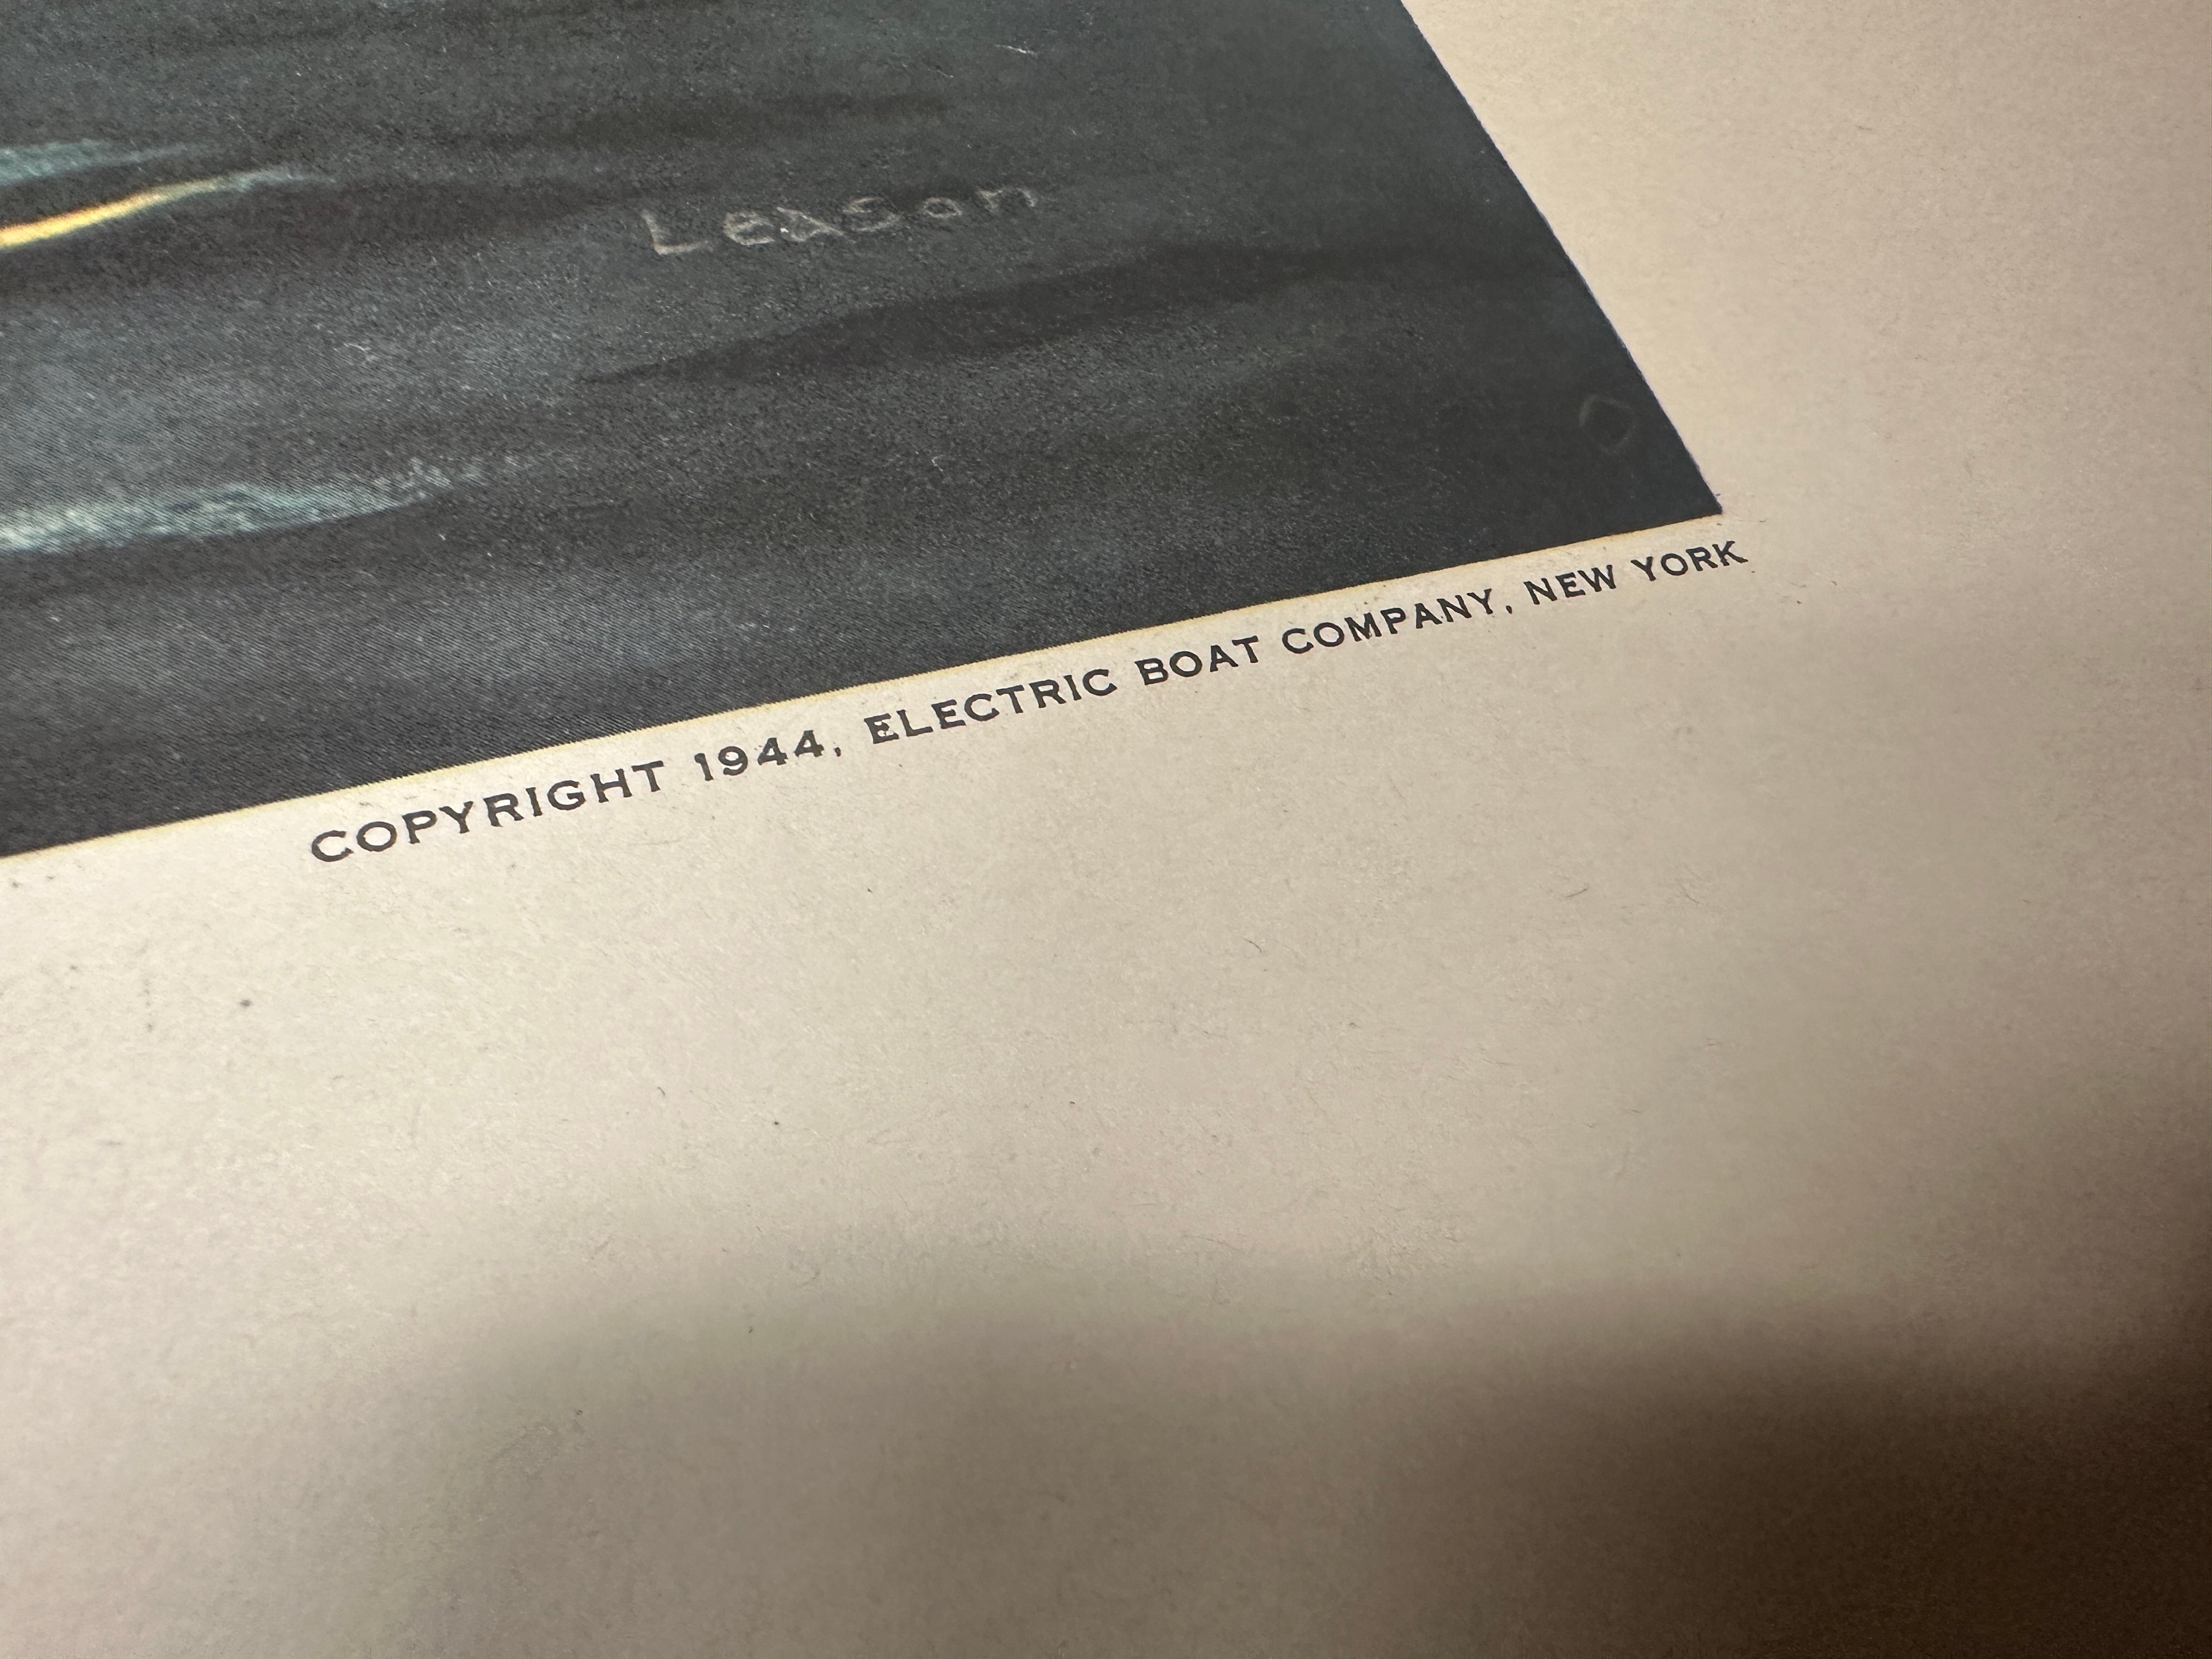 Leason
COPYRIGHT 1944, ELECTRIC BOAT COMPANY, NEW YORK